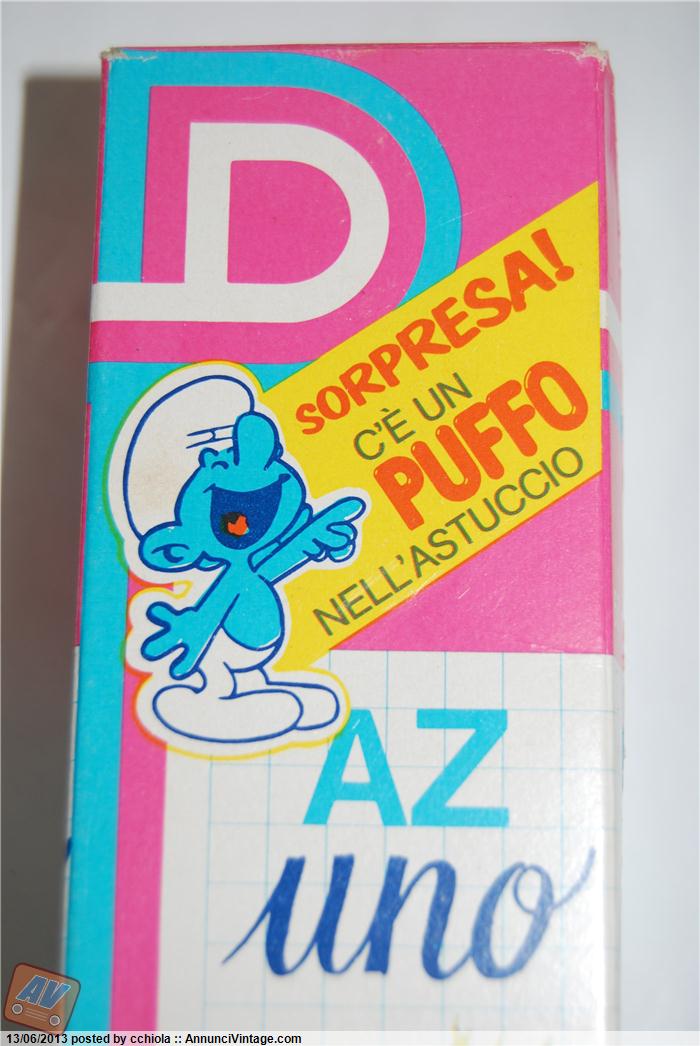 D
SORPRESA!
C'È UN
PUFFO
NELL'ASTUCCIO
AZ
uno
AV
13/06/2013 posted by cchiola :: AnnunciVintage.com